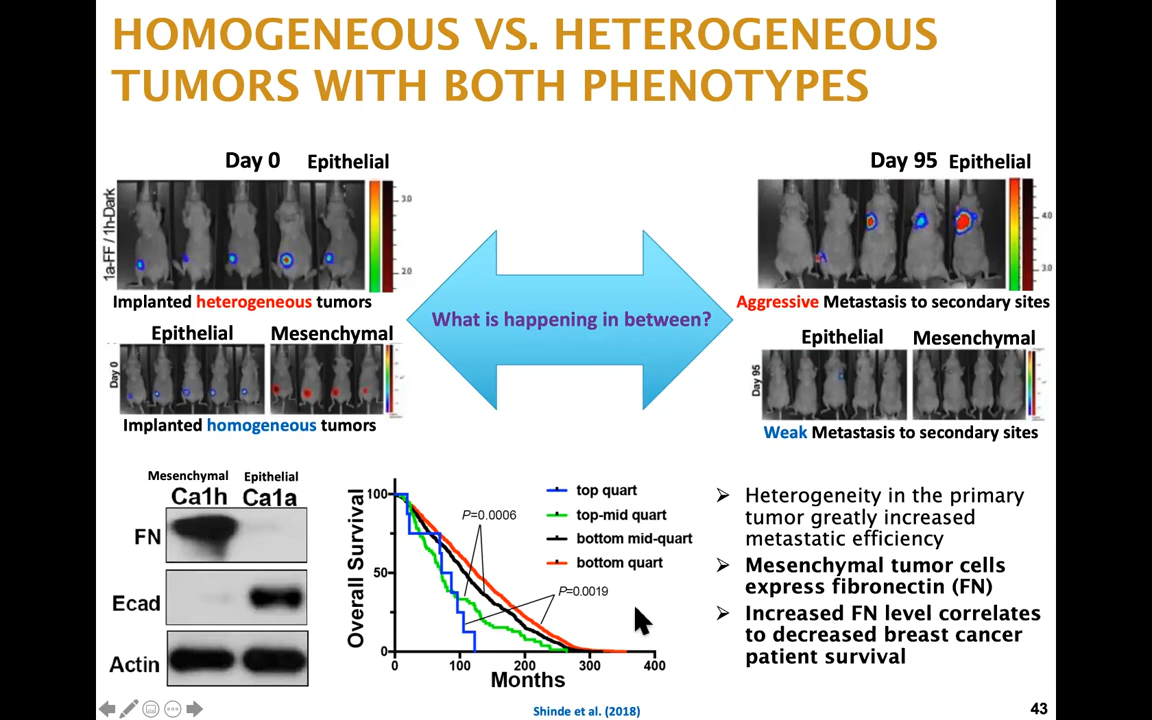 HOMOGENEOUS VS. HETEROGENEOUS
TUMORS WITH BOTH PHENOTYPES
Day 0 Epithelial
1a-FF / 1h-Dark
3.0
2.0
Implanted heterogeneous tumors
Epithelial Mesenchymal
Day 0
Implanted homogeneous tumors
What is happening in between?
Day 95 Epithelial
4.0
3.0
Aggressive Metastasis to secondary sites
Epithelial Mesenchymal
Day 95
Weak Metastasis to secondary sites
Mesenchymal Epithelial
Ca1h Ca1a
FN
Ecad
Actin
Overall Survival
100
50
0
0 100 200 300 400
Months
P=0.0006
P=0.0019
top quart
top-mid quart
bottom mid-quart
bottom quart
Heterogeneity in the primary
tumor greatly increased
metastatic efficiency
Mesenchymal tumor cells
express fibronectin (FN)
Increased FN level correlates
to decreased breast cancer
patient survival
Shinde et al. (2018)
43